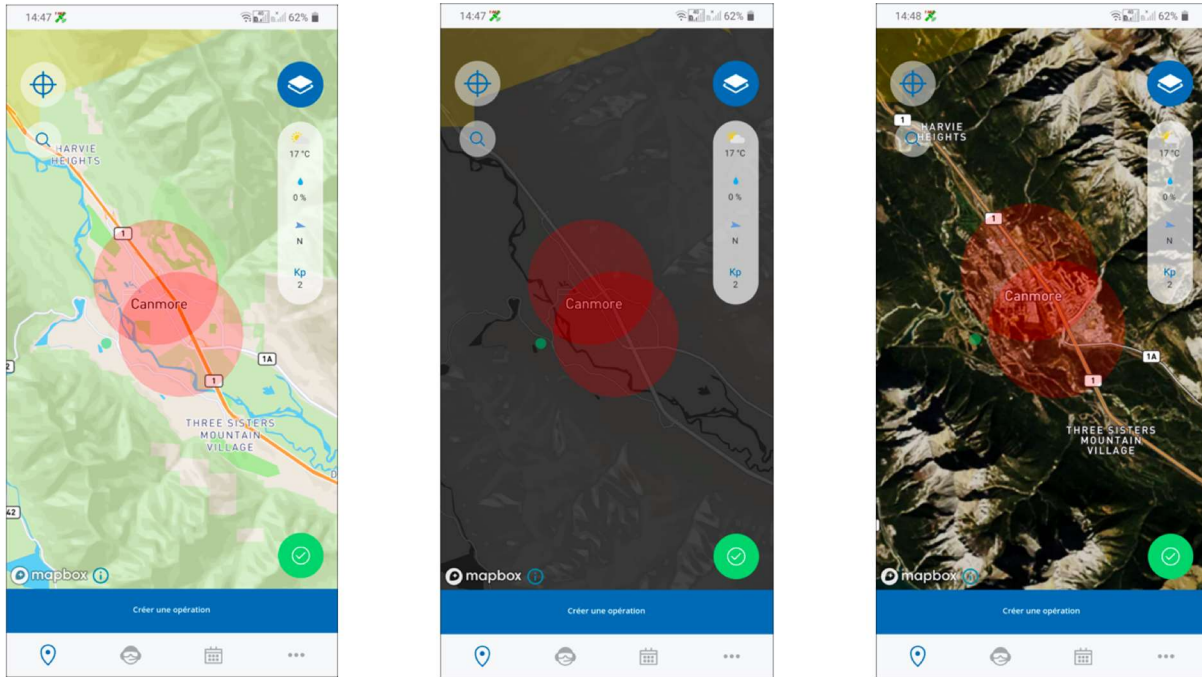 14:47
62%
HARVIE
HEIGHTS
17 °C
0 %
N
Kp
2
1
Canmore
1A
2
1
THREE SISTERS
MOUNTAIN
VILLAGE
D
42
mapbox
Créer une opération
14:47
62%
17 °C
0 %
N
Kp
2
Canmore
mapbox
Créer une opération
14:48
62%
1
HARVIE
HEIGHTS
17 °C
0 %
N
Kp
2
1
Canmore
1A
1
THREE SISTERS
MOUNTAIN
VILLAGE
mapbox
Créer une opération